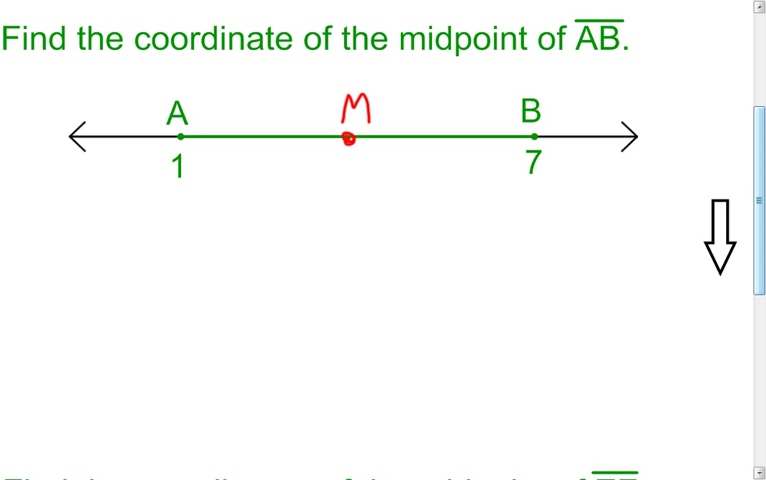 Find the coordinate of the midpoint of AB.
A M B
1 7